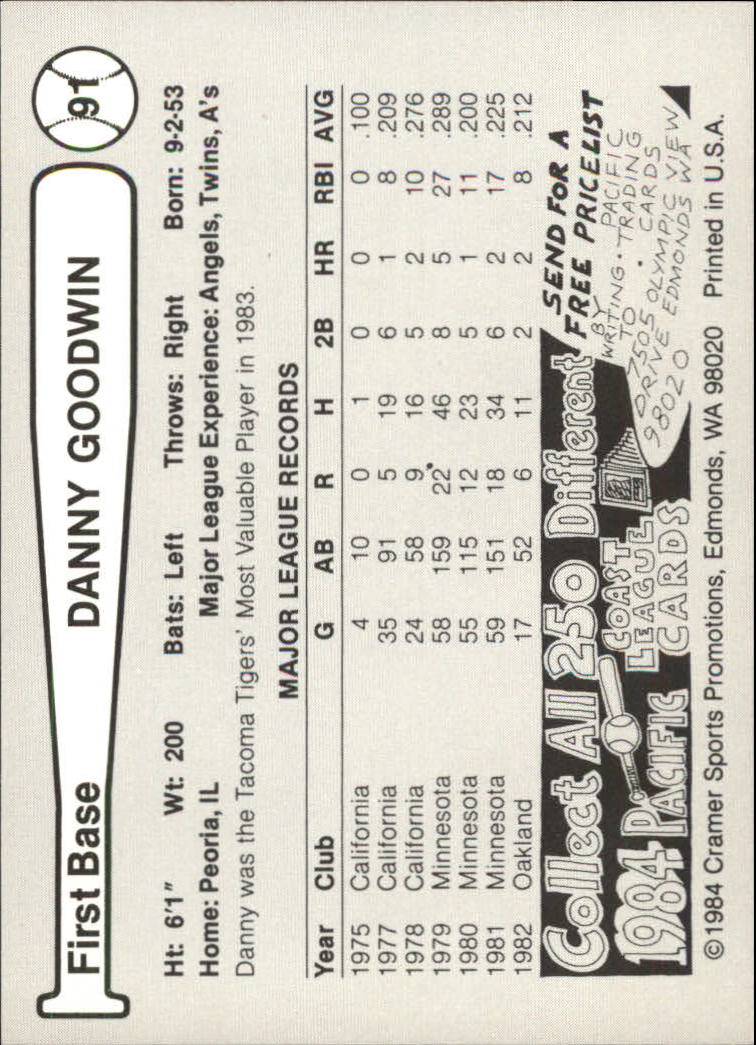 First Base DANNY GOODWIN 91
Ht: 6'1" Wt: 200 Bats: Left Throws: Right Born: 9-2-53
Home: Peoria, IL Major League Experience: Angels, Twins, A's
Danny was the Tacoma Tigers' Most Valuable Player in 1983.
MAJOR LEAGUE RECORDS
Year Club G AB R H 2B HR RBI AVG
1975 California 4 10 0 1 0 0 0 .100
1977 California 35 91 5 19 6 1 8 .209
1978 California 24 58 9 16 5 2 10 .276
1979 Minnesota 58 159 22 46 8 5 27 .289
1980 Minnesota 55 115 12 23 5 1 11 .200
1981 Minnesota 59 151 18 34 6 2 17 .225
1982 Oakland 17 52 6 11 2 2 8 .212
Collect All 250 Different
1984 PACIFIC
COAST
LEAGUE
CARDS
SEND FOR A
FREE PRICELIST
BY
WRITING • PACIFIC
TO • TRADING
• CARDS
7505 OLYMPIC VIEW
DRIVE EDMONDS WA
98020
©1984 Cramer Sports Promotions, Edmonds, WA 98020 Printed in U.S.A.